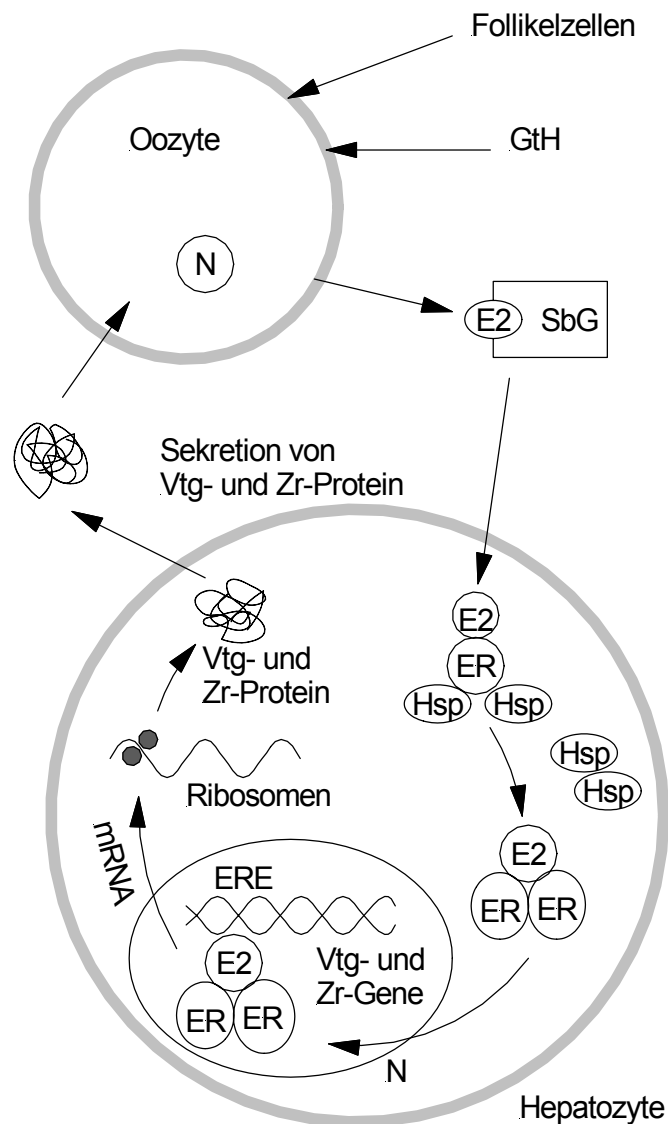 Follikelzellen
Oozyte
GtH
N
E2 SbG
Sekretion von
Vtg- und Zr-Protein
E2
ER
Hsp Hsp
Vtg- und
Zr-Protein
Hsp
Hsp
Ribosomen
mRNA
E2
ER ER
ERE
E2
ER ER
Vtg- und
Zr-Gene
N
Hepatozyte